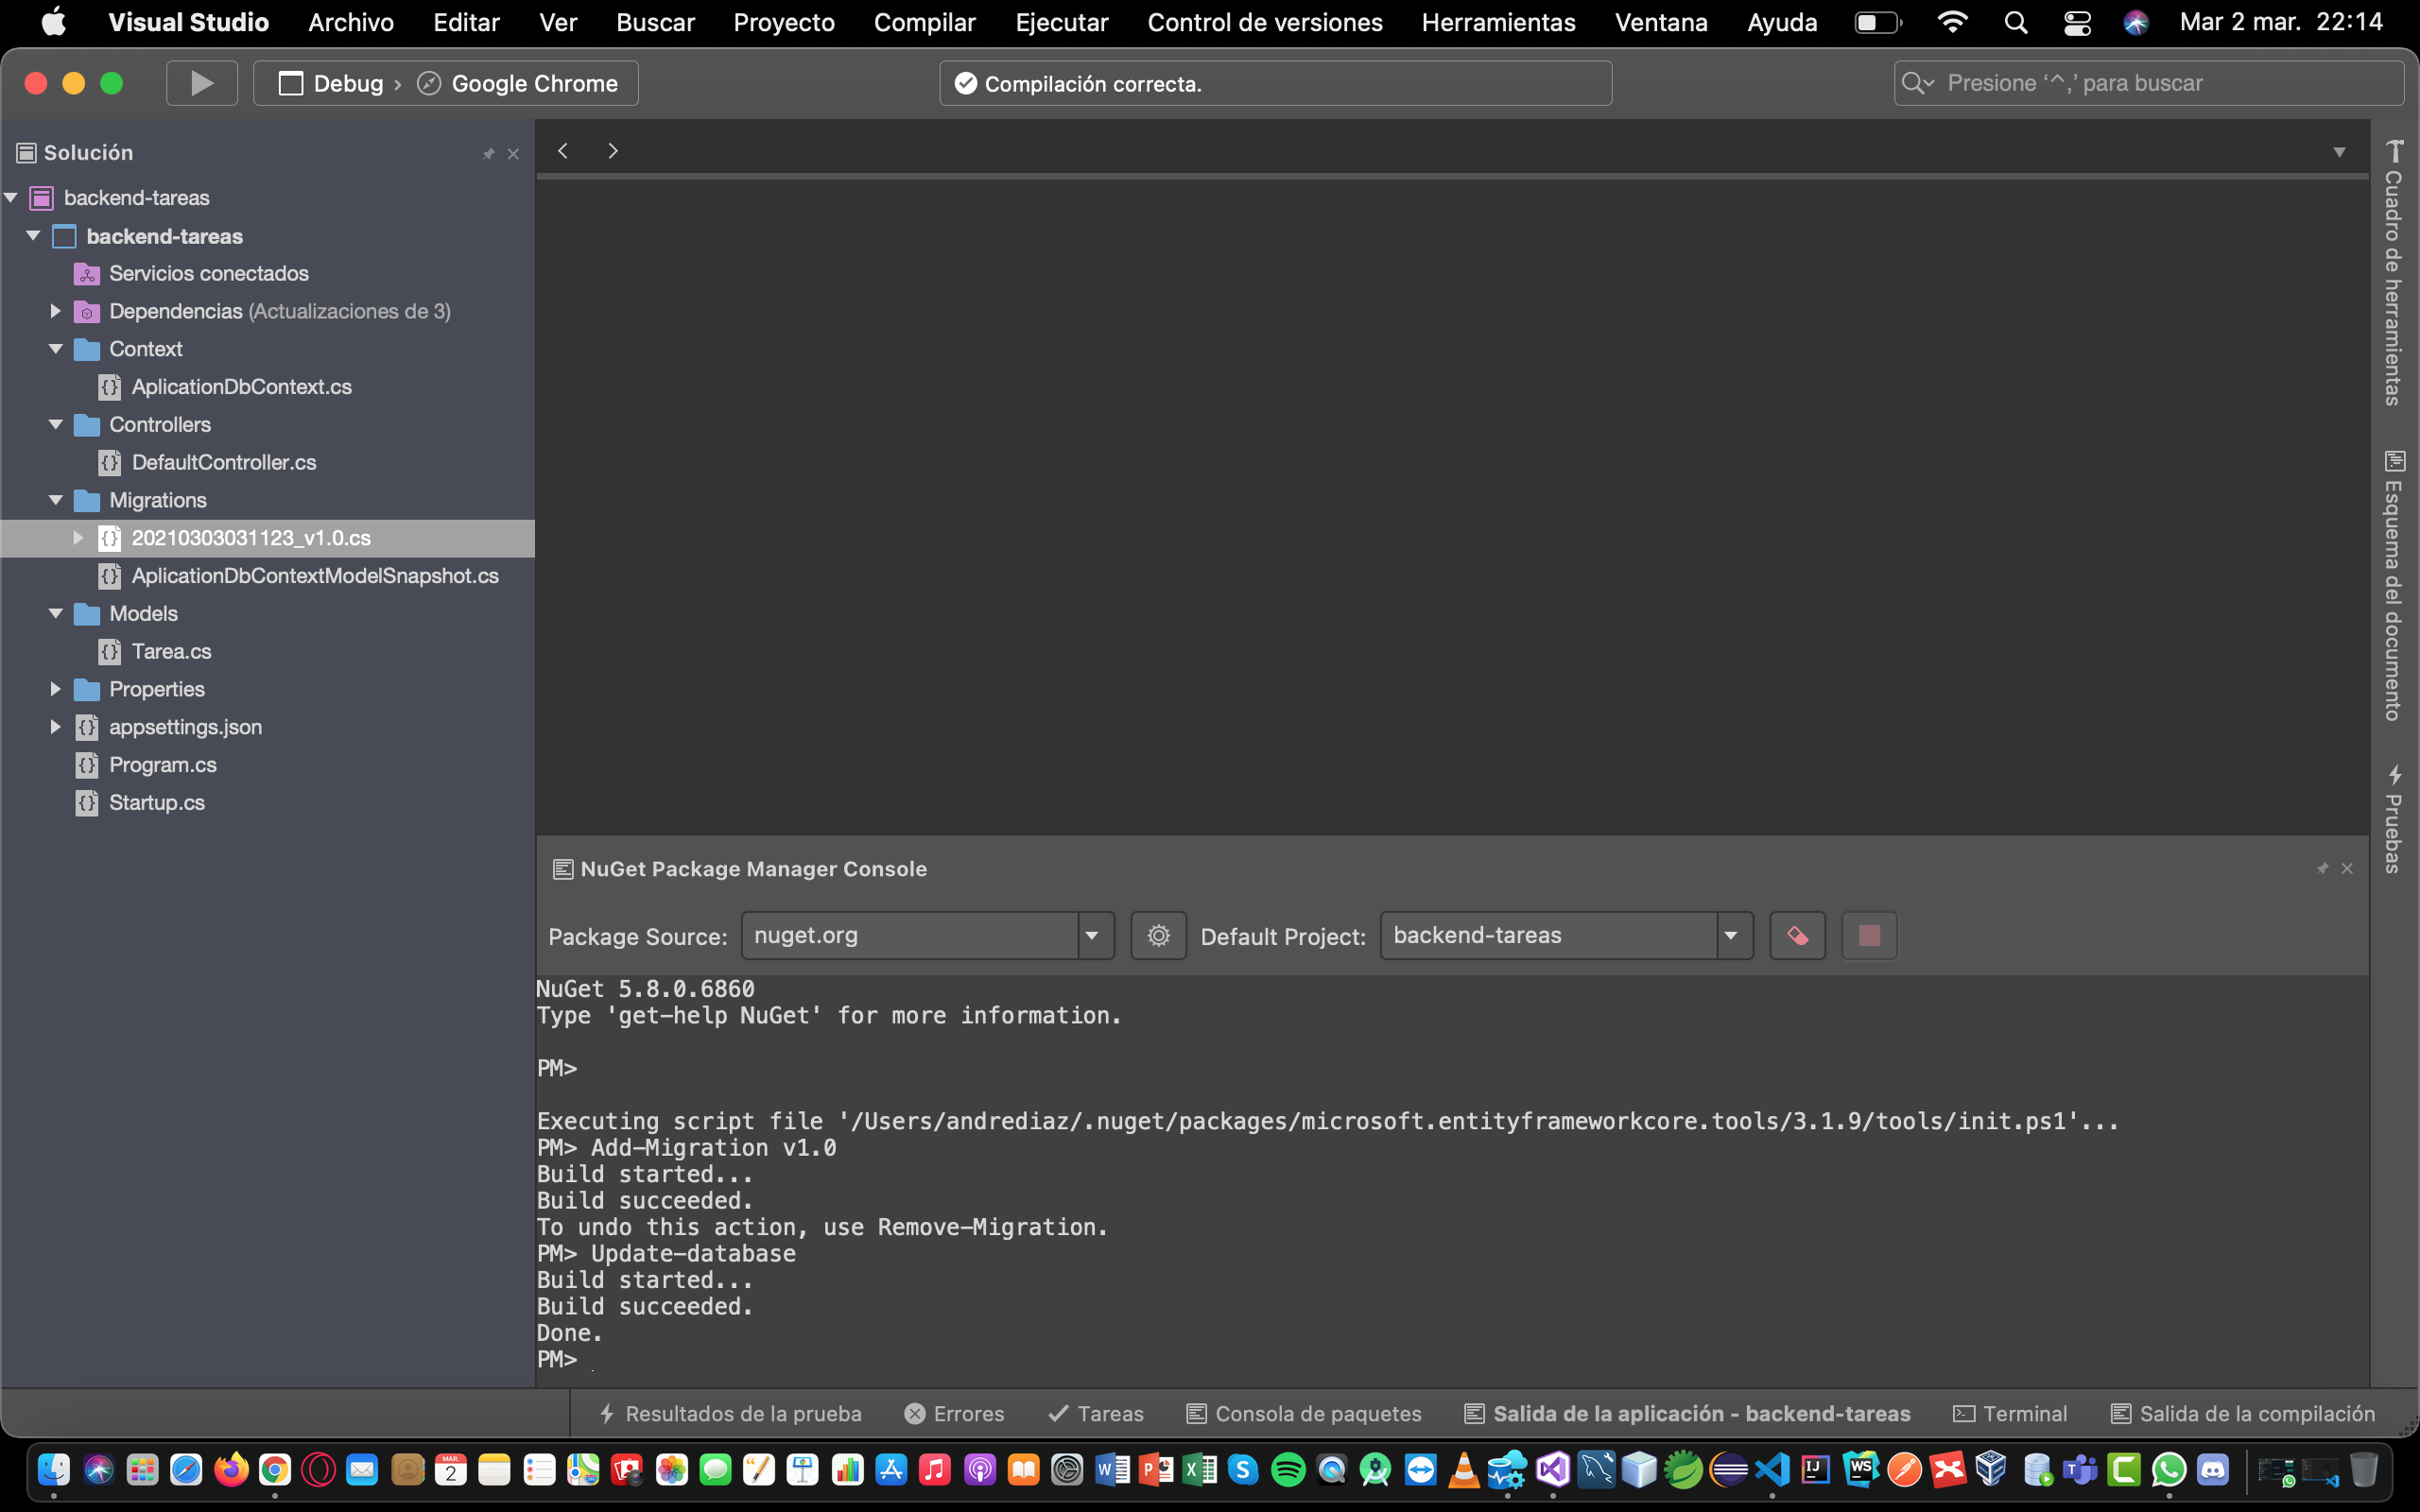 Visual Studio Archivo Editar Ver Buscar Proyecto Compilar Ejecutar Control de versiones Herramientas Ventana Ayuda Mar 2 mar. 22:14
Debug › Google Chrome
Compilación correcta.
Presione ‘^,’ para buscar
Solución
backend-tareas
backend-tareas
Servicios conectados
Dependencias (Actualizaciones de 3)
Context
AplicationDbContext.cs
Controllers
DefaultController.cs
Migrations
20210303031123_v1.0.cs
AplicationDbContextModelSnapshot.cs
Models
Tarea.cs
Properties
appsettings.json
Program.cs
Startup.cs
Cuadro de herramientas
Esquema del documento
Pruebas
NuGet Package Manager Console
Package Source: nuget.org Default Project: backend-tareas
NuGet 5.8.0.6860
Type 'get-help NuGet' for more information.
PM>
Executing script file '/Users/andrediaz/.nuget/packages/microsoft.entityframeworkcore.tools/3.1.9/tools/init.ps1'...
PM> Add-Migration v1.0
Build started...
Build succeeded.
To undo this action, use Remove-Migration.
PM> Update-database
Build started...
Build succeeded.
Done.
PM>
Resultados de la prueba Errores Tareas Consola de paquetes Salida de la aplicación - backend-tareas Terminal Salida de la compilación
MAR.
2
W P X S IJ WS T C